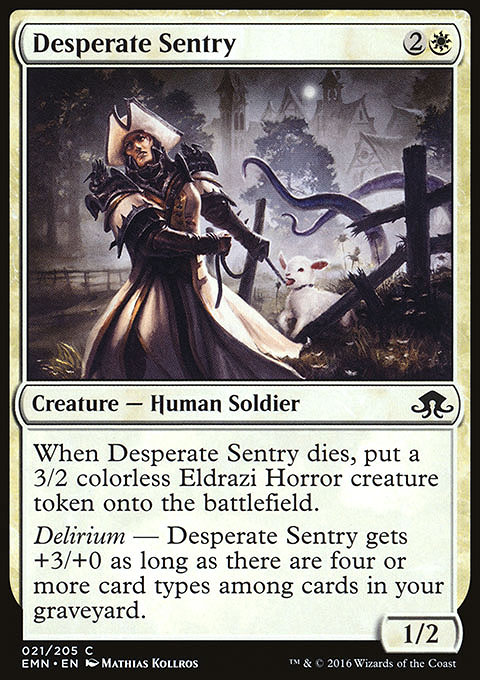 Desperate Sentry 2
Creature — Human Soldier
When Desperate Sentry dies, put a
3/2 colorless Eldrazi Horror creature
token onto the battlefield.
Delirium — Desperate Sentry gets
+3/+0 as long as there are four or
more card types among cards in your
graveyard.
1/2
021/205 C
EMN • EN Mathias Kollros
™ & © 2016 Wizards of the Coast